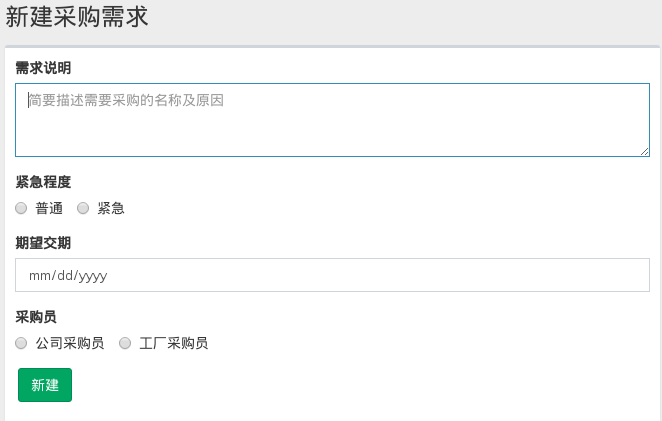 新建采购需求
需求说明
简要描述需要采购的名称及原因
紧急程度
普通 紧急
期望交期
mm/dd/yyyy
采购员
公司采购员 工厂采购员
新建